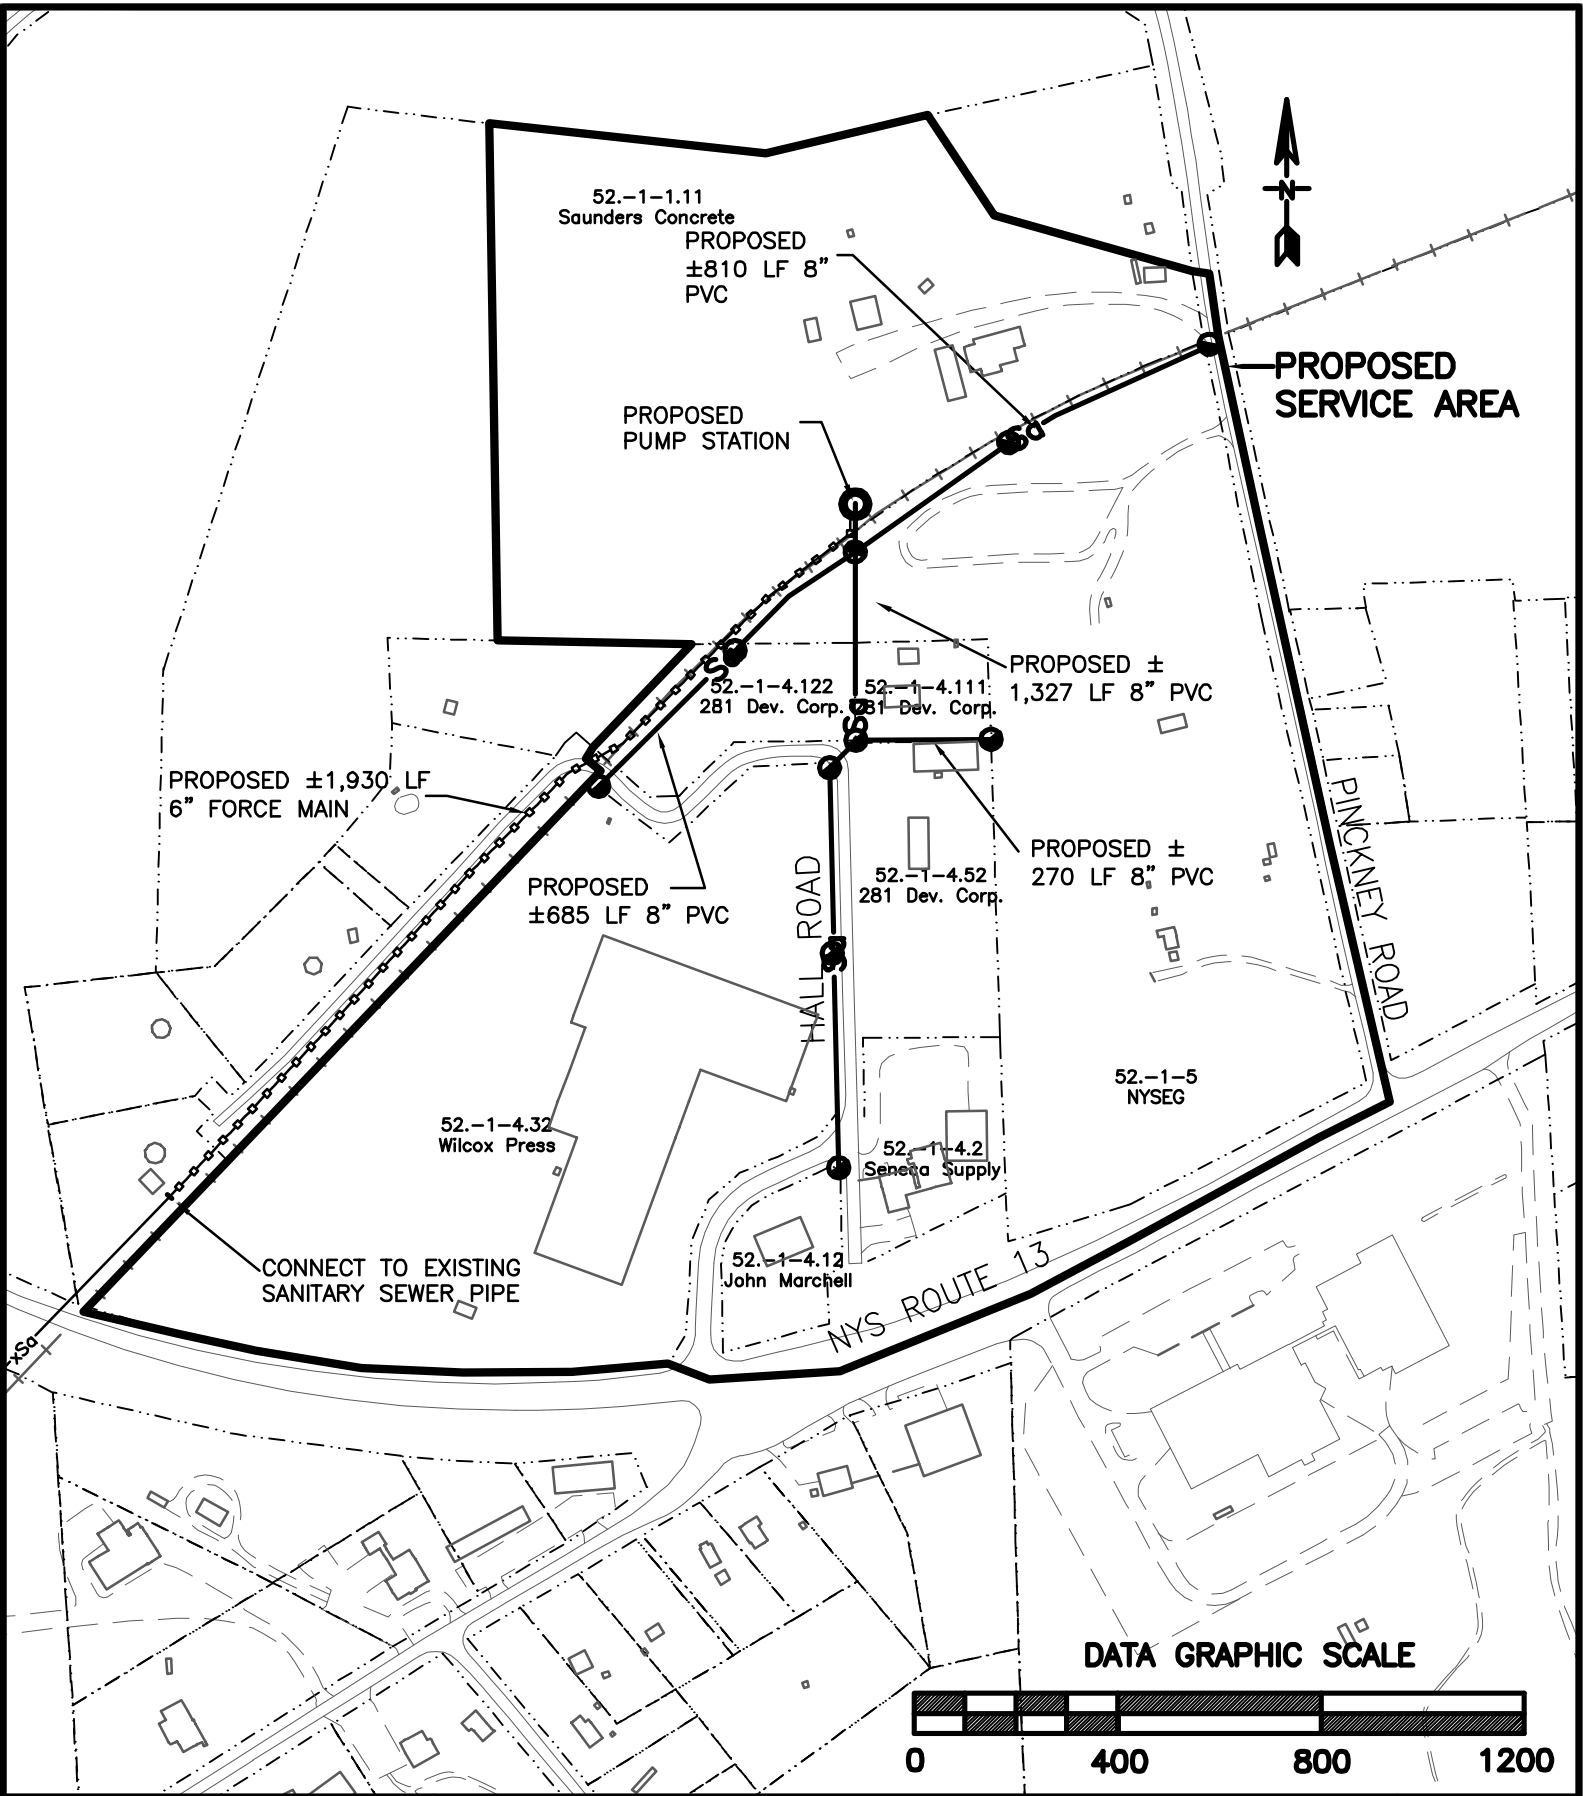 52.-1-1.11
Saunders Concrete
PROPOSED
±810 LF 8" 
PVC
N
PROPOSED
SERVICE AREA
PROPOSED
PUMP STATION
Sa
PROPOSED ±
1,327 LF 8" PVC
S
52.-1-4.122
281 Dev. Corp.
52.-1-4.111
281 Dev. Corp.
Sa
PROPOSED ±1,930 LF
6" FORCE MAIN
PROPOSED
±685 LF 8" PVC
PROPOSED ±
270 LF 8" PVC
52.-1-4.52
281 Dev. Corp.
HALL ROAD
PINCKNEY ROAD
52.-1-5
NYSEG
52.-1-4.32
Wilcox Press
52.-1-4.2
Seneca Supply
52.-1-4.12
John Marchell
CONNECT TO EXISTING
SANITARY SEWER PIPE
NYS ROUTE 13
xSa
DATA GRAPHIC SCALE
0 400 800 1200